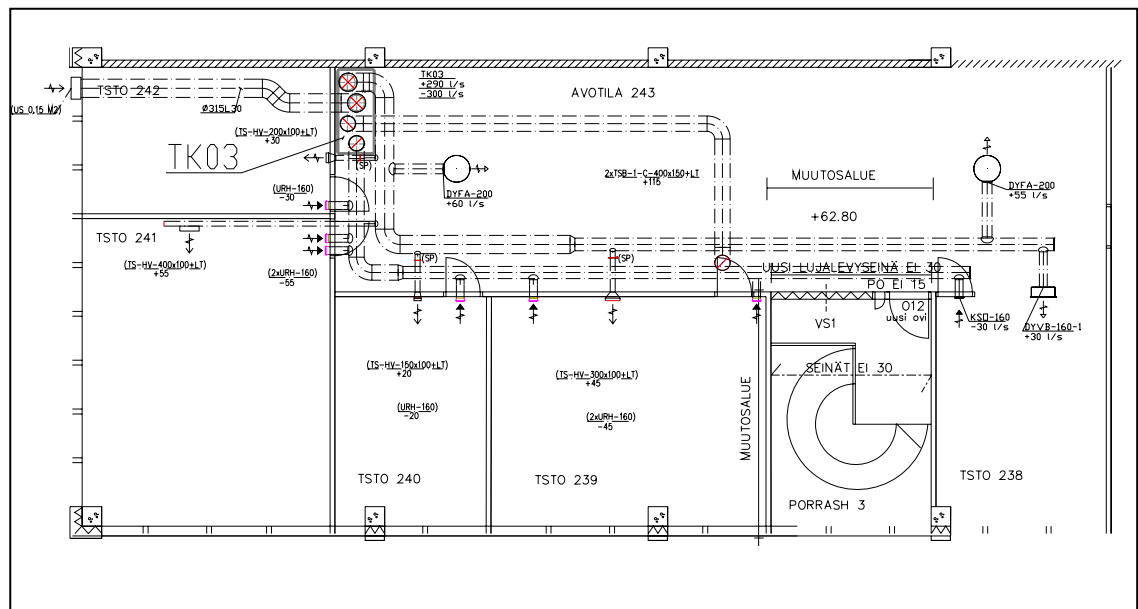 TSTO 242
(US 0,15 M2)
Ø315L30
TK03
+290 l/s
-300 l/s
AVOTILA 243
(TS-HV-200x100+LT)
+30
TK03
(SP)
(URH-160)
-30
DYFA-200
+60 l/s
2xTSB-1-C-400x150+LT
+115
MUUTOSALUE
DYFA-200
+55 l/s
+62.80
TSTO 241
(TS-HV-400x100+LT)
+55
(2xURH-160)
-55
(SP)
(SP)
UUSI LUJALEVYSEINÄ EI 30
PO EI 15
O12
uusi ovi
VS1
KSO-160
-30 l/s
DYVB-160-1
+30 l/s
(TS-HV-150x100+LT)
+20
(TS-HV-300x100+LT)
+45
SEINÄT EI 30
(URH-160)
-20
(2xURH-160)
-45
MUUTOSALUE
TSTO 240
TSTO 239
PORRASH 3
TSTO 238